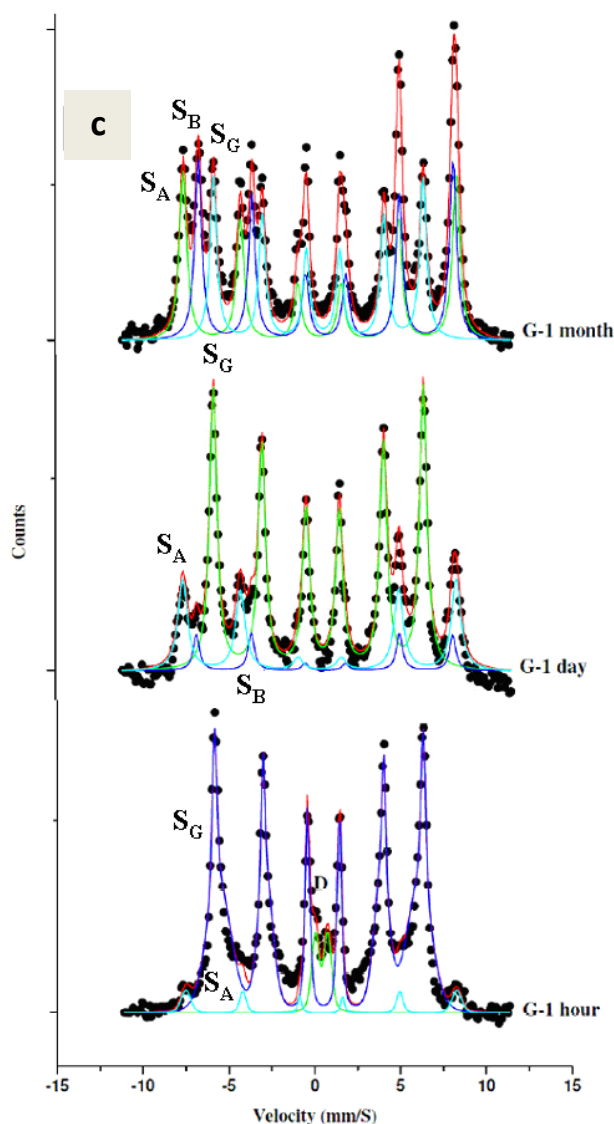 c
S_B
S_G
S_A
G-1 month
S_G
Counts
S_A
G-1 day
S_B
S_G
D
S_A
G-1 hour
-15 -10 -5 0 5 10 15
Velocity (mm/S)